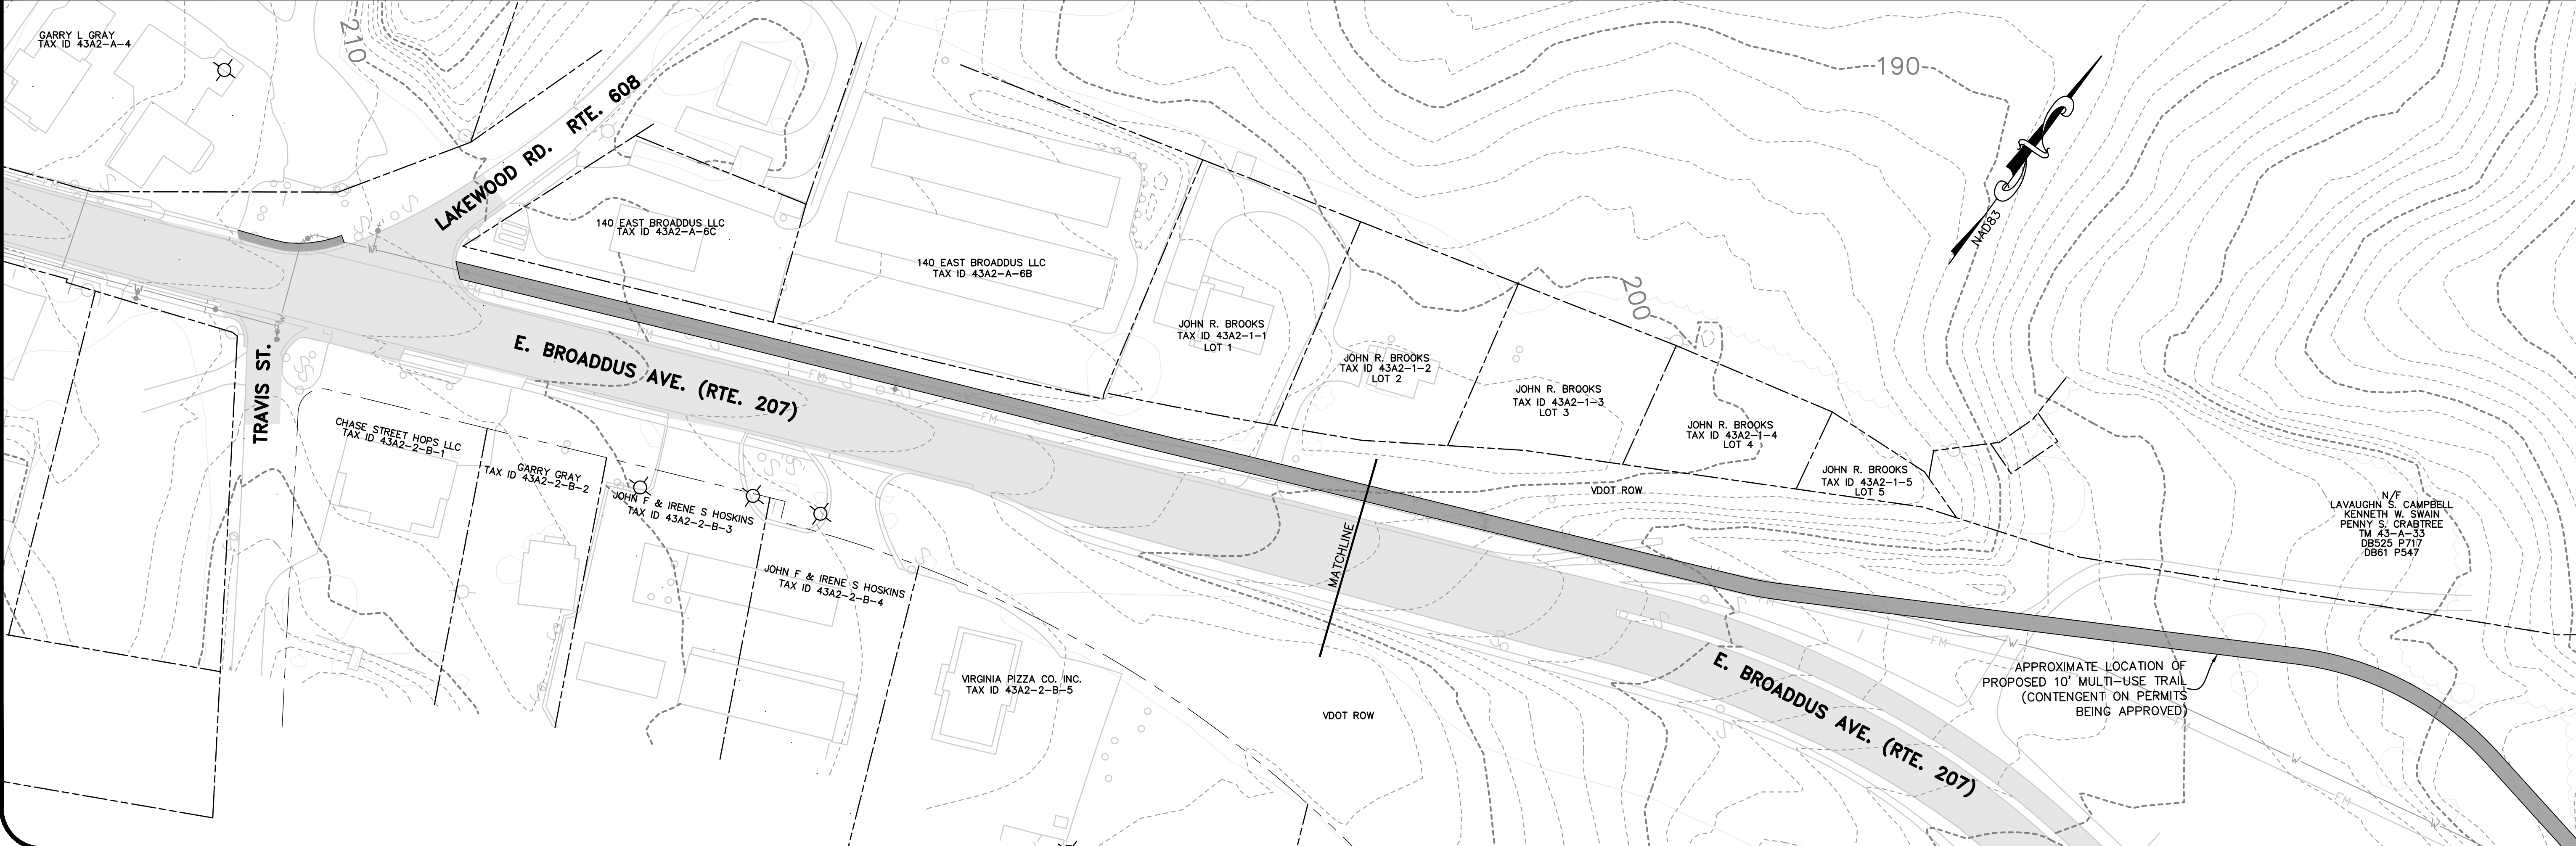 GARRY L GRAY
TAX ID 43A2-A-4
210
LAKEWOOD RD. RTE. 608
190
NAD83
140 EAST BROADDUS LLC
TAX ID 43A2-A-6C
140 EAST BROADDUS LLC
TAX ID 43A2-A-6B
JOHN R. BROOKS
TAX ID 43A2-1-1
LOT 1
JOHN R. BROOKS
TAX ID 43A2-1-2
LOT 2
200
JOHN R. BROOKS
TAX ID 43A2-1-3
LOT 3
JOHN R. BROOKS
TAX ID 43A2-1-4
LOT 4
JOHN R. BROOKS
TAX ID 43A2-1-5
LOT 5
VDOT ROW
N/F
LAVAUGHN S. CAMPBELL
KENNETH W. SWAIN
PENNY S. CRABTREE
TM 43-A-33
DB525 P717
DB61 P547
E. BROADDUS AVE. (RTE. 207)
TRAVIS ST.
CHASE STREET HOPS LLC
TAX ID 43A2-2-B-1
GARRY GRAY
TAX ID 43A2-2-B-2
JOHN F & IRENE S HOSKINS
TAX ID 43A2-2-B-3
JOHN F & IRENE S HOSKINS
TAX ID 43A2-2-B-4
VIRGINIA PIZZA CO. INC.
TAX ID 43A2-2-B-5
MATCHLINE
VDOT ROW
E. BROADDUS AVE. (RTE. 207)
APPROXIMATE LOCATION OF
PROPOSED 10' MULTI-USE TRAIL
(CONTENGENT ON PERMITS
BEING APPROVED)
FM
FM
FM
FM
FM
FM
FM
FM
W
W
W
W